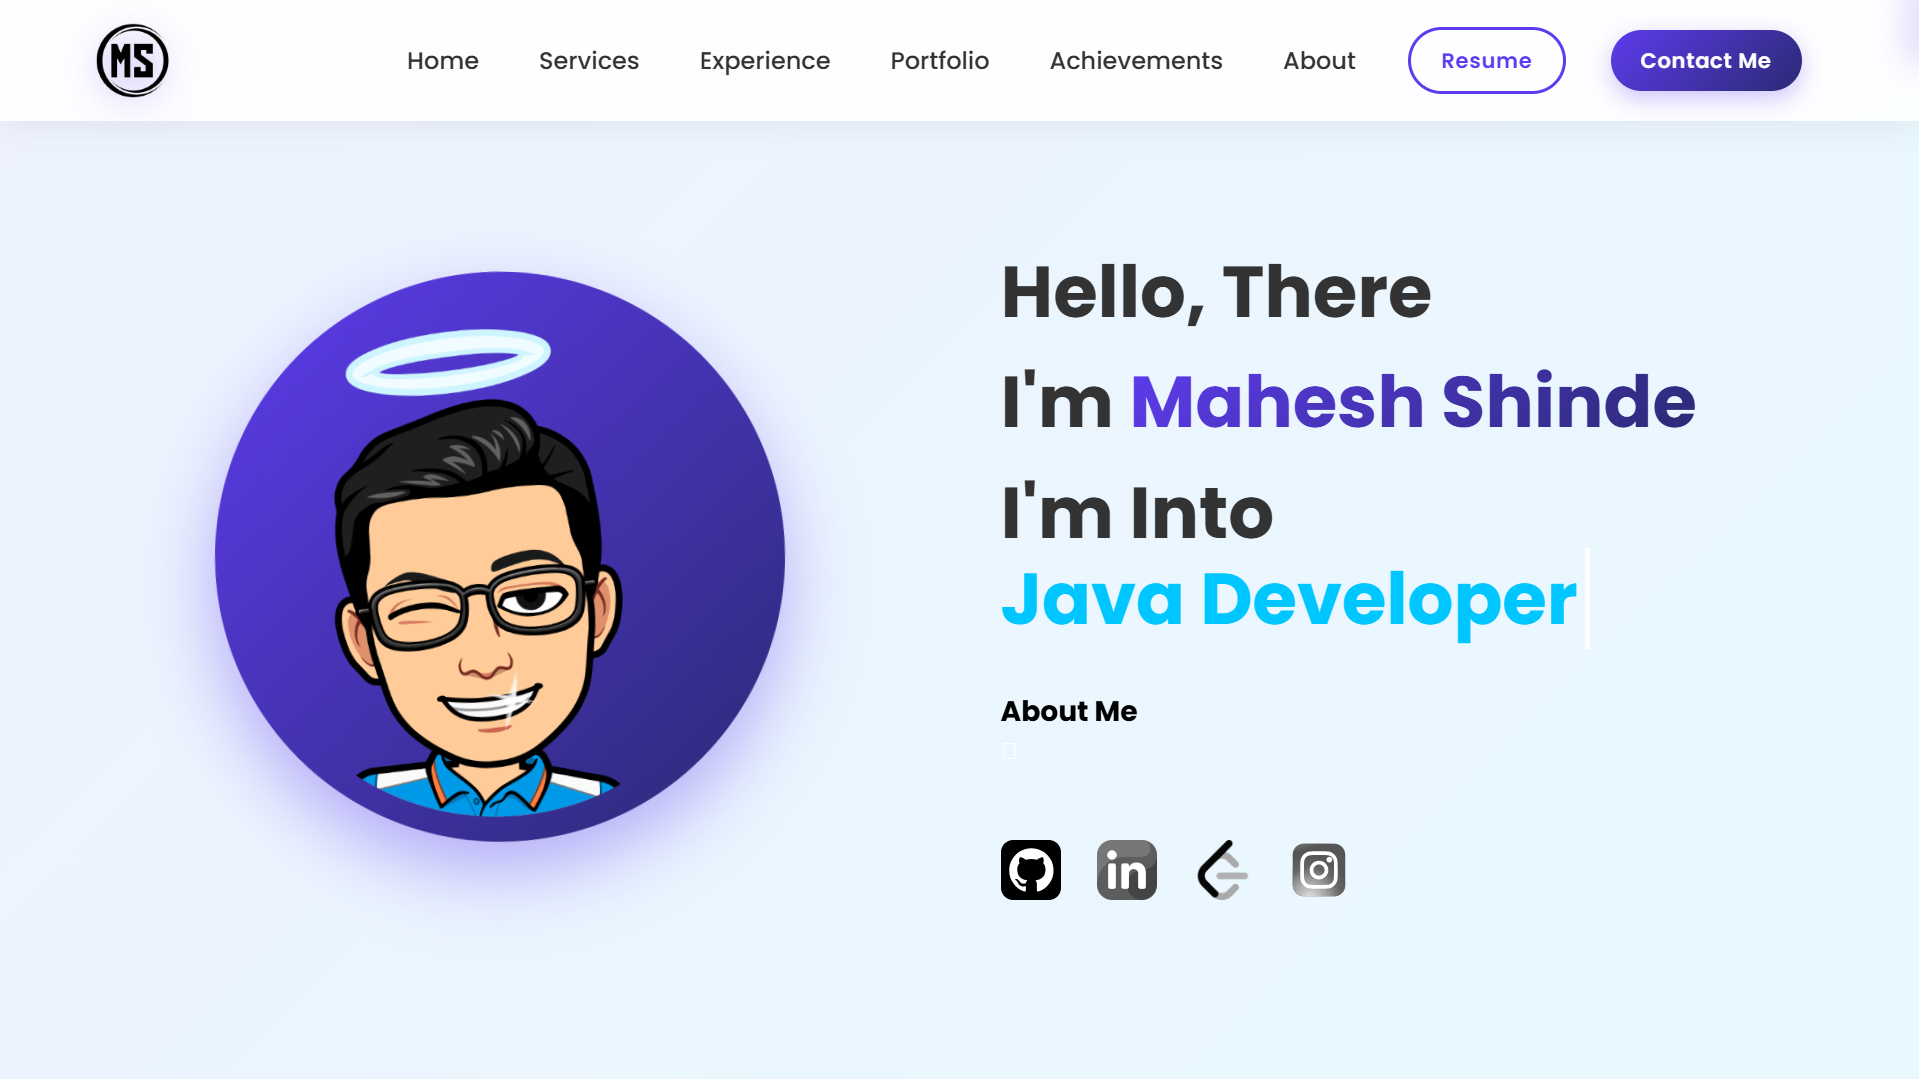 MS
Home
Services
Experience
Portfolio
Achievements
About
Resume
Contact Me
Hello, There
I'm Mahesh Shinde
I'm Into
Java Developer
About Me
in